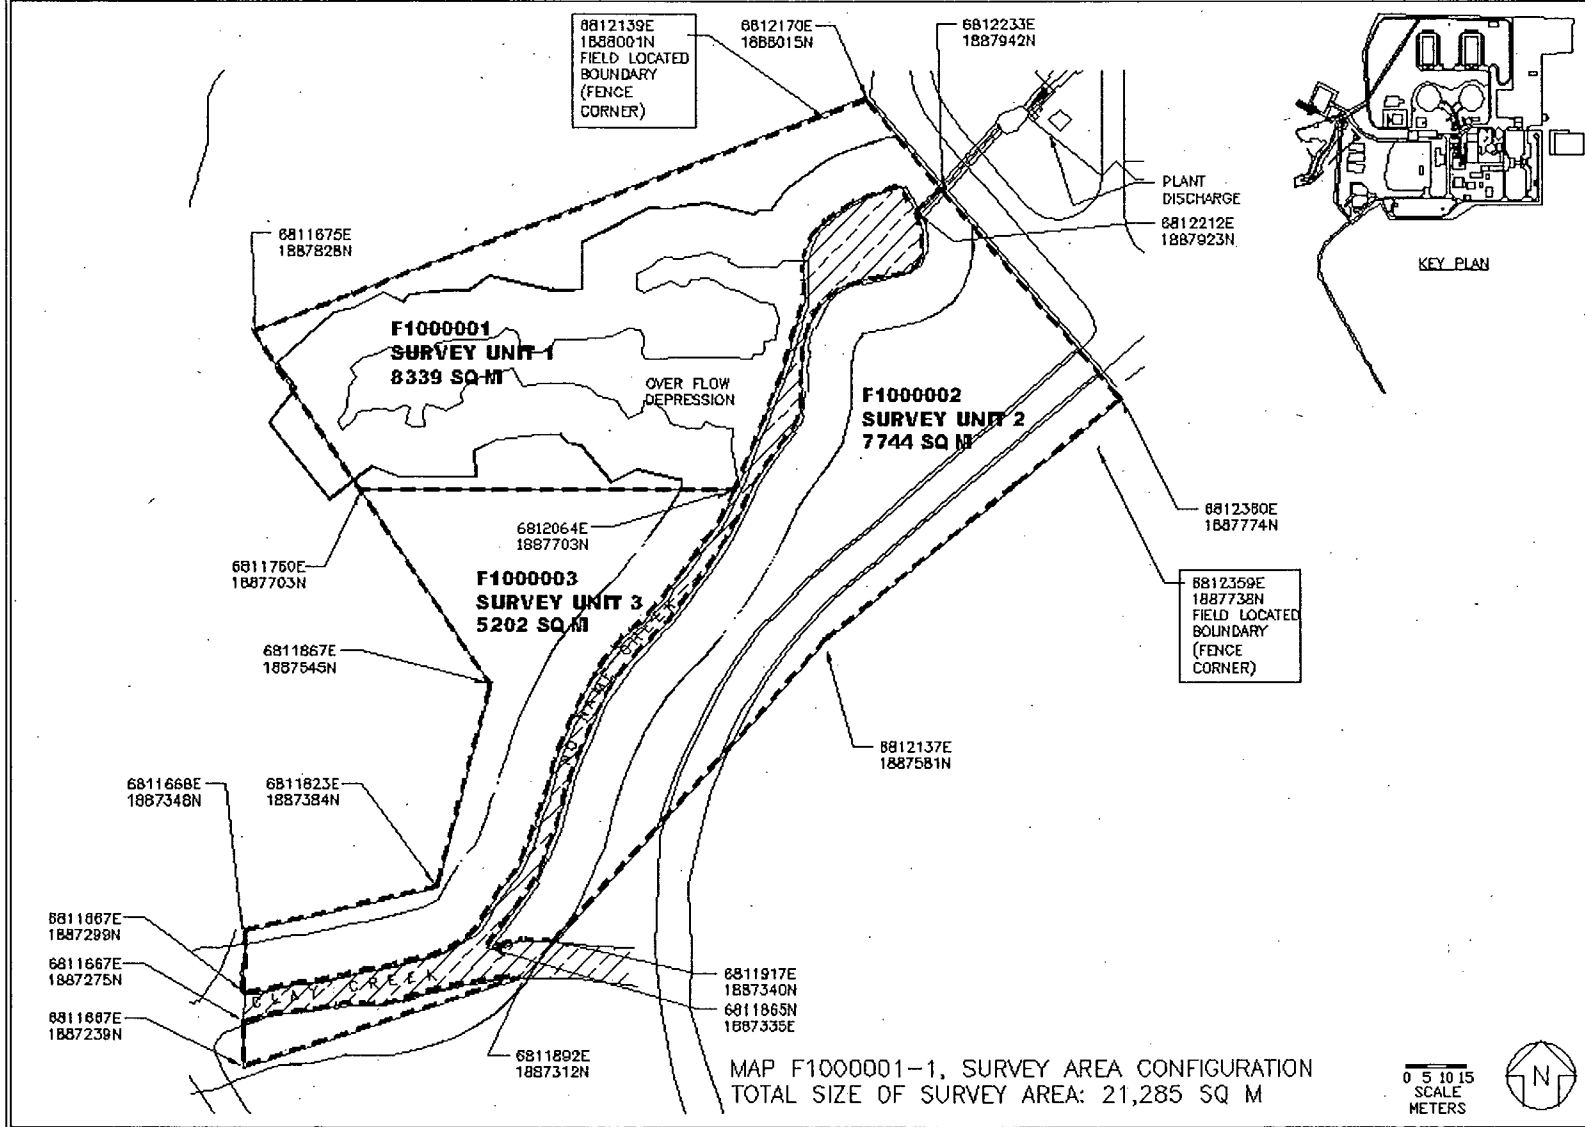 6812139E
1888001N
FIELD LOCATED
BOUNDARY
(FENCE
CORNER)
6812170E
1888015N
6812233E
1887942N
PLANT
DISCHARGE
6812212E
1887923N
KEY PLAN
6811675E
1887828N
F1000001
SURVEY UNIT 1
8339 SQ M
OVER FLOW
DEPRESSION
F1000002
SURVEY UNIT 2
7744 SQ M
6812380E
1887774N
6812064E
1887703N
6811760E
1887703N
F1000003
SURVEY UNIT 3
5202 SQ M
6812359E
1887738N
FIELD LOCATED
BOUNDARY
(FENCE
CORNER)
6811867E
1887545N
NO NAME CREEK
6812137E
1887581N
6811668E
1887348N
6811823E
1887384N
6811667E
1887299N
6811667E
1887275N
6811667E
1887239N
CLAY CREEK
6811917E
1887340N
6811865N
1887335E
6811892E
1887312N
MAP F1000001-1, SURVEY AREA CONFIGURATION
TOTAL SIZE OF SURVEY AREA: 21,285 SQ M
0 5 10 15
SCALE
METERS
N